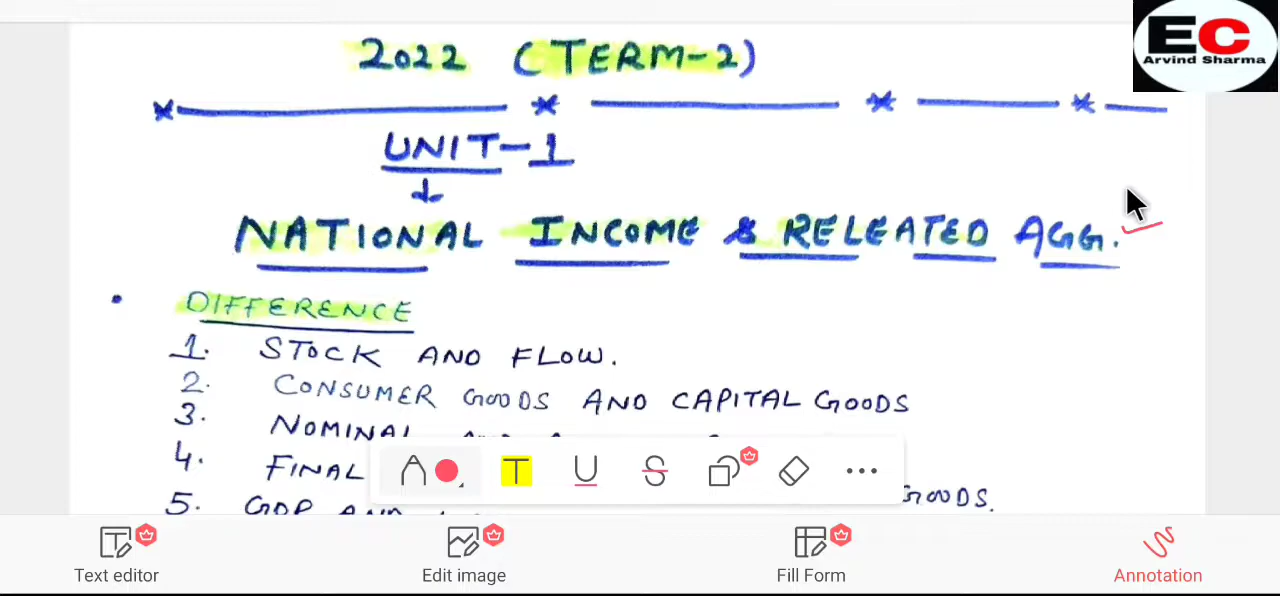 2022 (TERM-2)
EC
Arvind Sharma
UNIT-1
NATIONAL INCOME & RELEATED AGG.
DIFFERENCE
1. STOCK AND FLOW.
2. CONSUMER GOODS AND CAPITAL GOODS
3. NOMINAL
4. FINAL GOODS.
5. GDP AND
T U S
Text editor
Edit image
Fill Form
Annotation